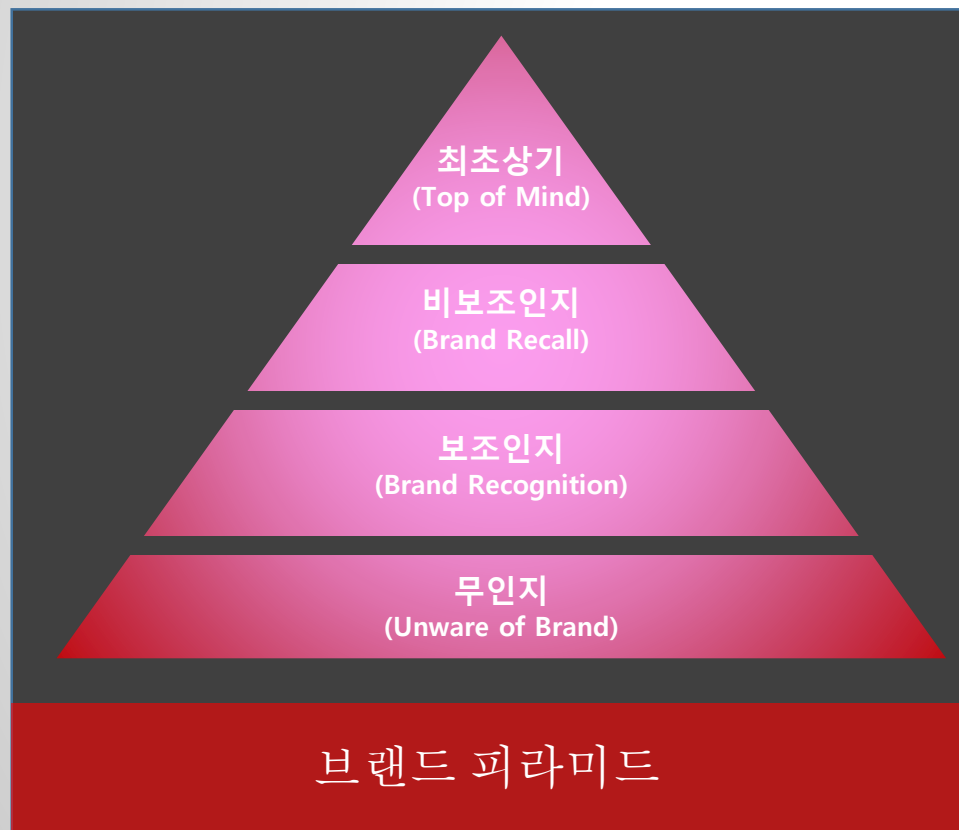 최초상기
(Top of Mind)
비보조인지
(Brand Recall)
보조인지
(Brand Recognition)
무인지
(Unware of Brand)
브랜드 피라미드